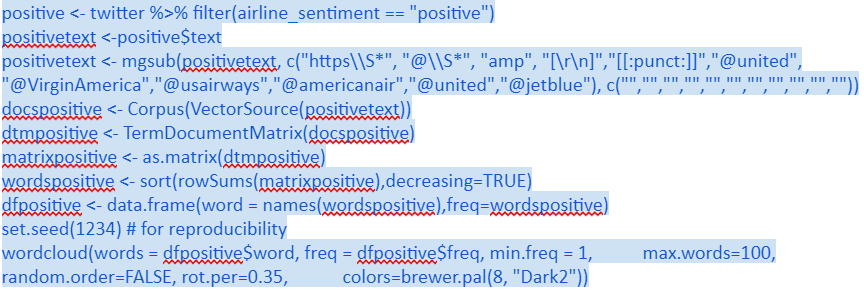 positive <- twitter %>% filter(airline_sentiment == "positive")
positivetext <-positive$text
positivetext <- mgsub(positivetext, c("https\\S*", "@\\S*", "amp", "[\r\n]","[[:punct:]]","@united",
"@VirginAmerica","@usairways","@americanair","@united","@jetblue"), c("","","","","","","","","","",""))
docspositive <- Corpus(VectorSource(positivetext))
dtmpositive <- TermDocumentMatrix(docspositive)
matrixpositive <- as.matrix(dtmpositive)
wordspositive <- sort(rowSums(matrixpositive),decreasing=TRUE)
dfpositive <- data.frame(word = names(wordspositive),freq=wordspositive)
set.seed(1234) # for reproducibility
wordcloud(words = dfpositive$word, freq = dfpositive$freq, min.freq = 1,          max.words=100,
random.order=FALSE, rot.per=0.35,            colors=brewer.pal(8, "Dark2"))